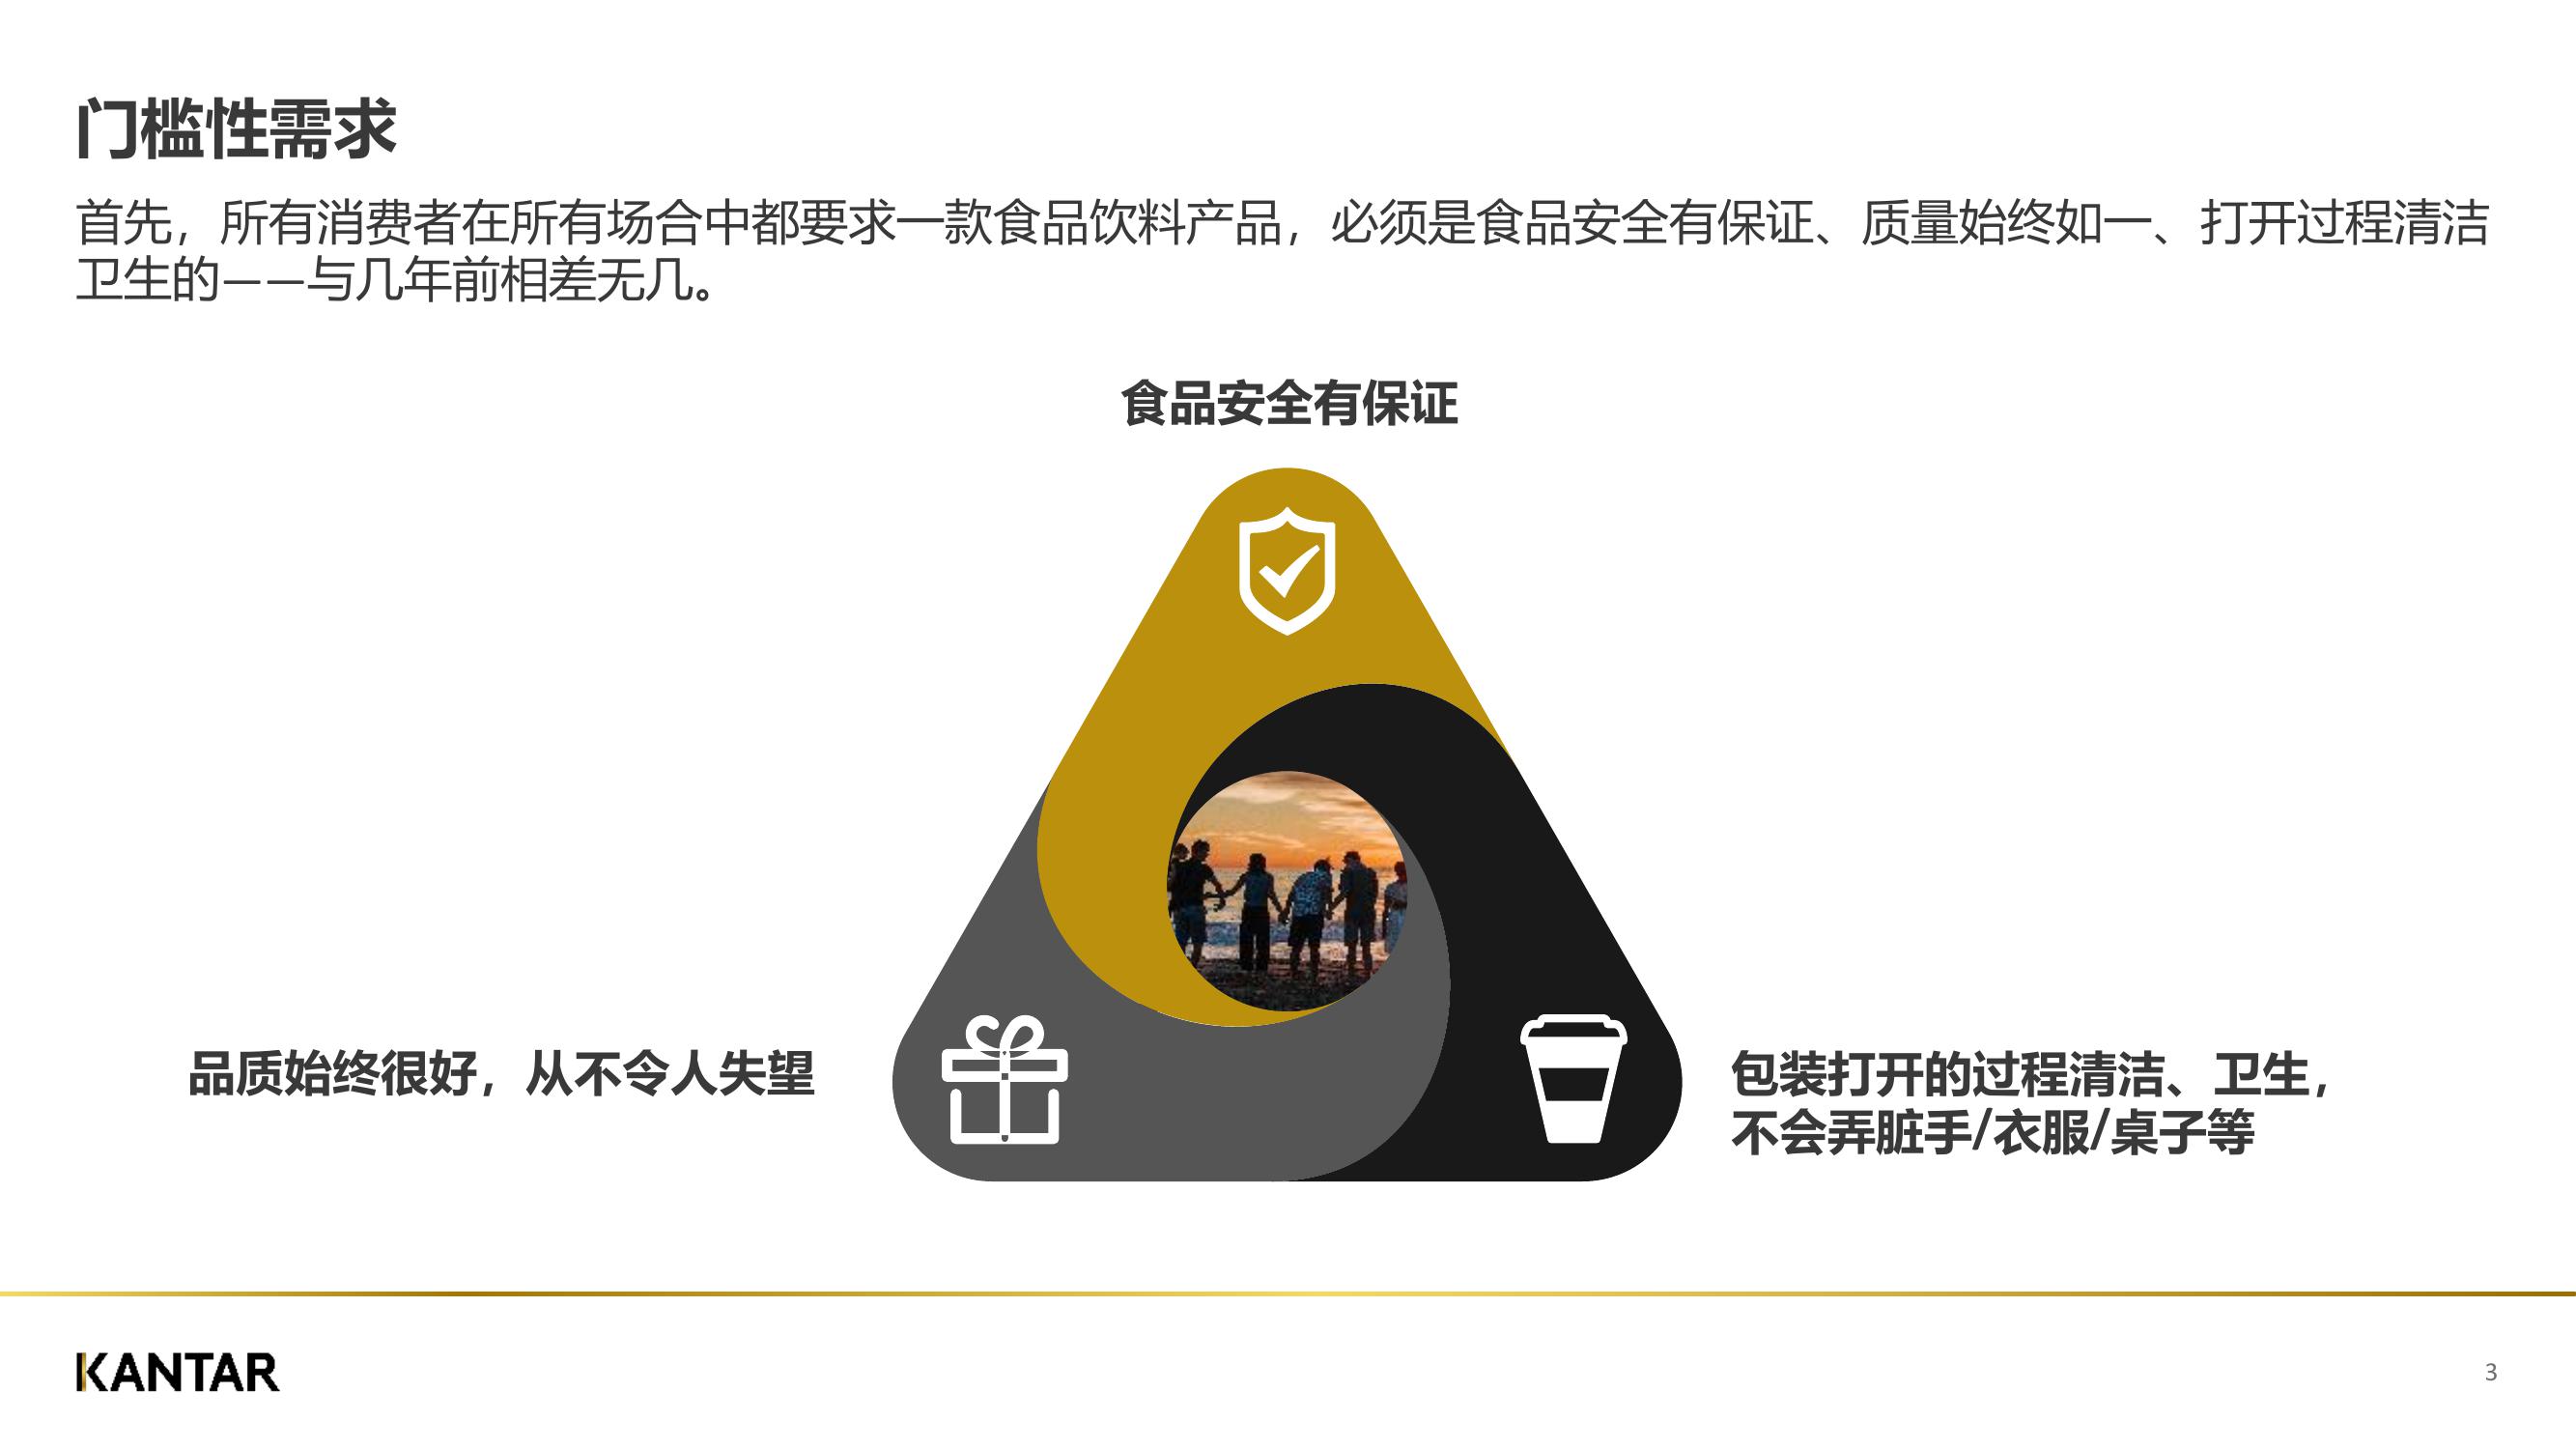 门槛性需求
首先，所有消费者在所有场合中都要求一款食品饮料产品，必须是食品安全有保证、质量始终如一、打开过程清洁
卫生的——与几年前相差无几。
食品安全有保证
品质始终很好，从不令人失望
包装打开的过程清洁、卫生，
不会弄脏手/衣服/桌子等
KANTAR
3